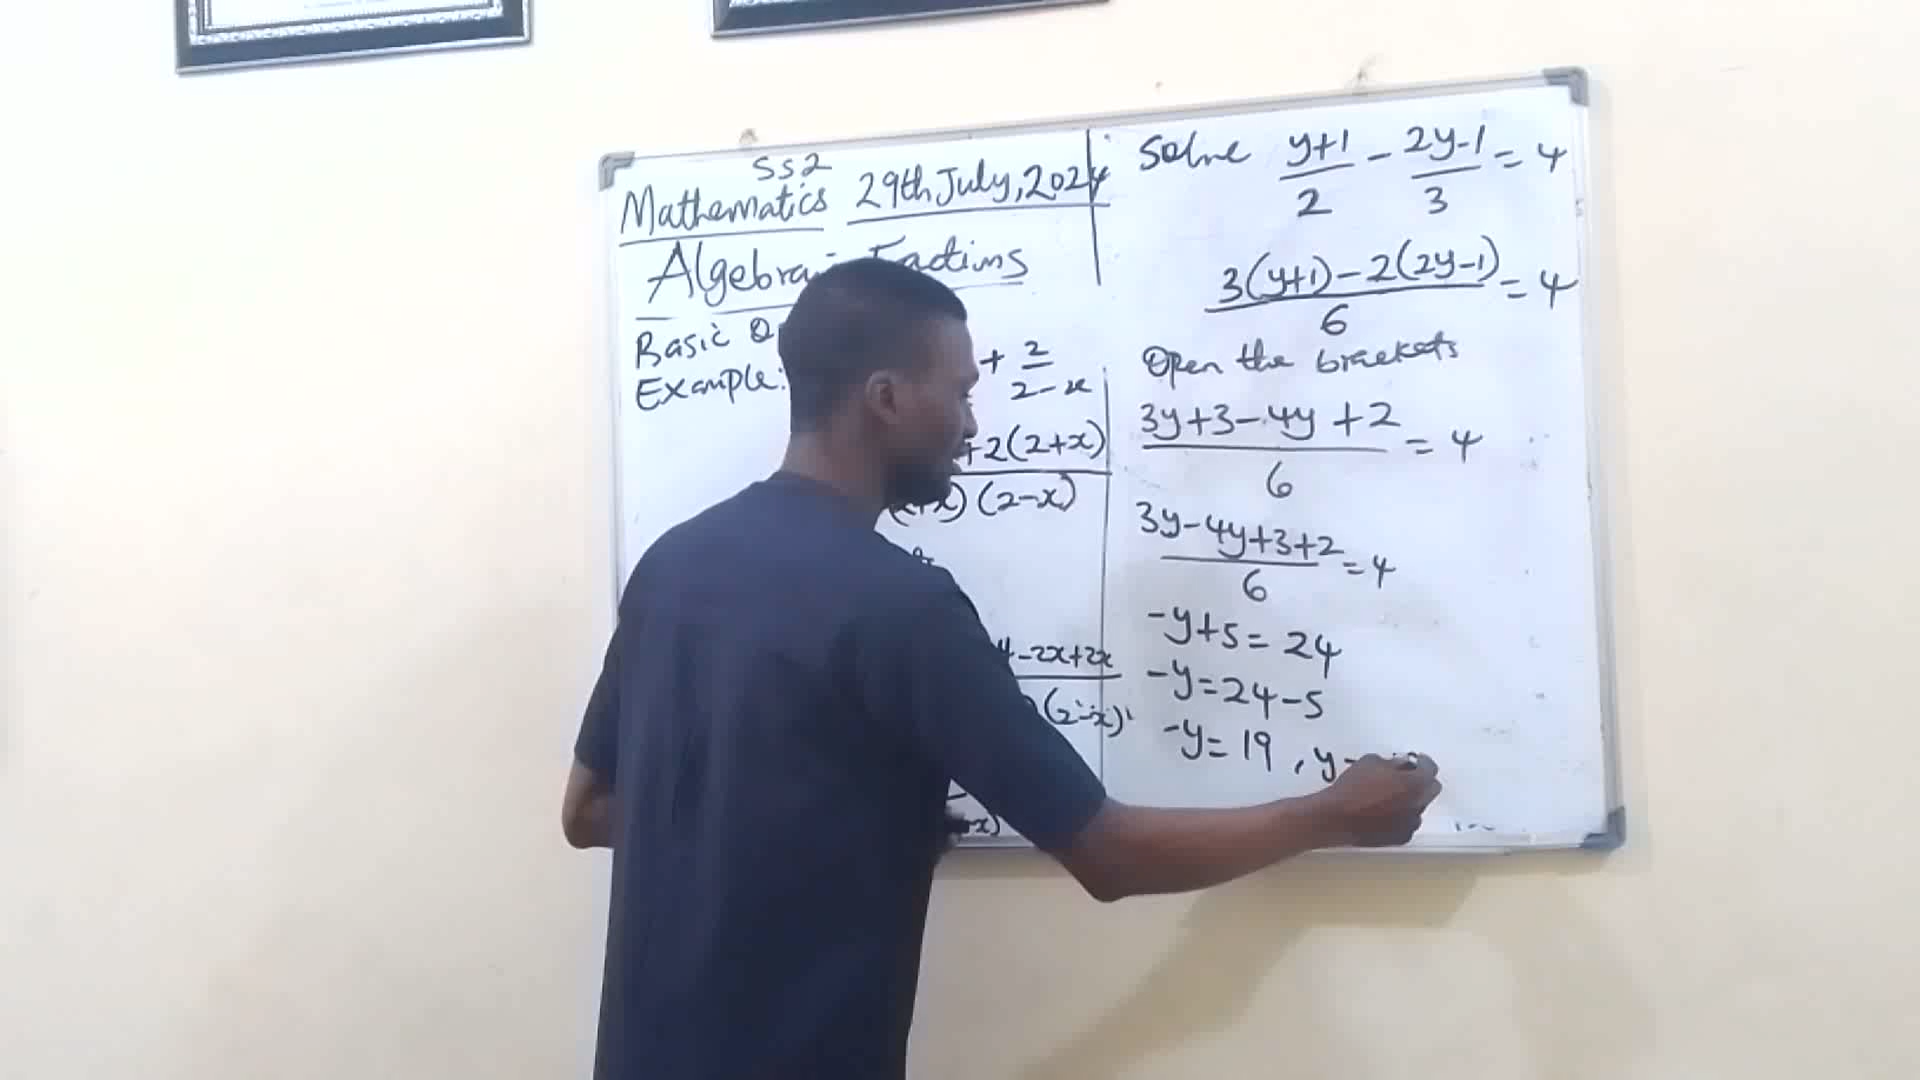 SS2
Mathematics 29th July, 2024
Algebra
Basic
Example: + 2/(2-x)
+2(2+x)
(2-x)
4-2x+2x
(2-x)
x)
Solve (y+1)/2 - (2y-1)/3 = 4
(3(y+1)-2(2y-1))/6 = 4
Open the brackets
(3y+3-4y+2)/6 = 4
(3y-4y+3+2)/6 = 4
-y+5=24
-y=24-5
-y=19, y=